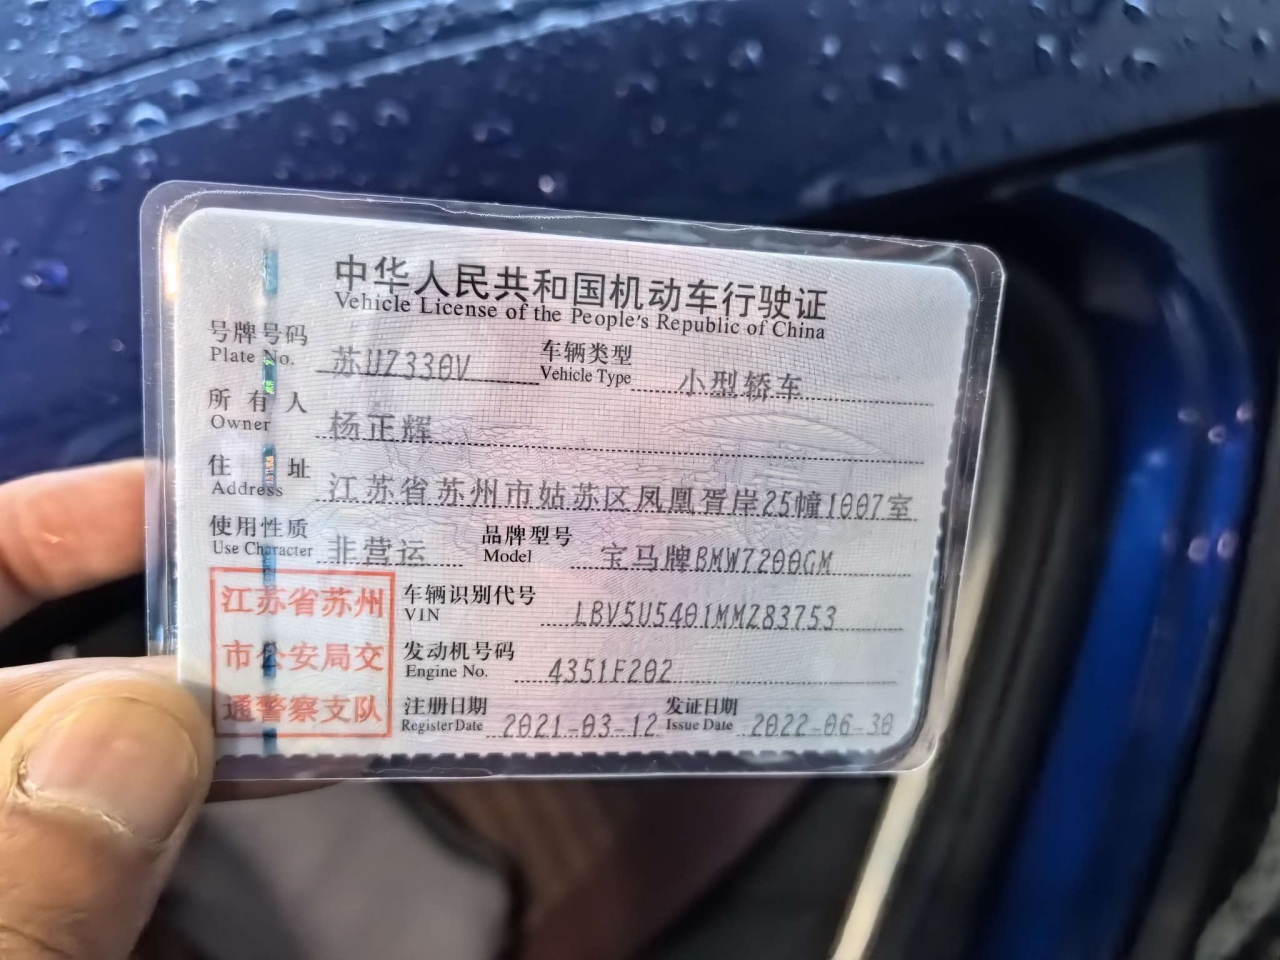 中华人民共和国机动车行驶证
Vehicle License of the People's Republic of China
号牌号码 苏UZ330V 车辆类型 小型轿车
Plate No. Vehicle Type
所有人 杨正辉
Owner
住址 江苏省苏州市姑苏区凤凰胥岸25幢1007室
Address
使用性质 非营运 品牌型号 宝马牌BMW7200GM
Use Character Model
江苏省苏州
市公安局交
通警察支队
车辆识别代号 LBV5U5401MMZ83753
VIN
发动机号码 4351F202
Engine No.
注册日期 2021-03-12 发证日期 2022-06-30
Register Date Issue Date